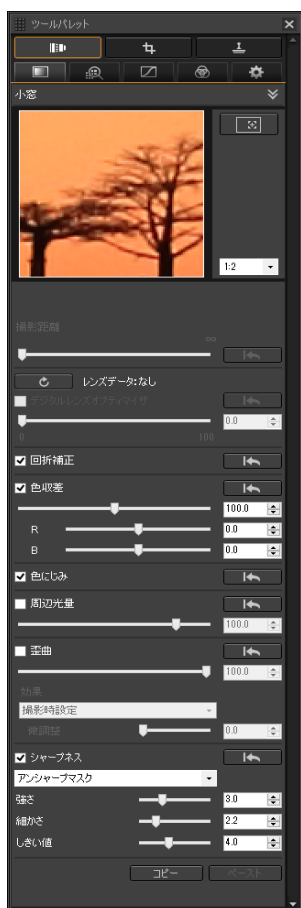 ツールパレット
小窓
1:2
撮影距離
∞
レンズデータ:なし
デジタルレンズオプティマイザ
0.0
0 100
回折補正
色収差
100.0
R 0.0
B 0.0
色にじみ
周辺光量
100.0
歪曲
100.0
効果
撮影時設定
微調整 0.0
シャープネス
アンシャープマスク
強さ 3.0
細かさ 2.2
しきい値 4.0
コピー ペースト